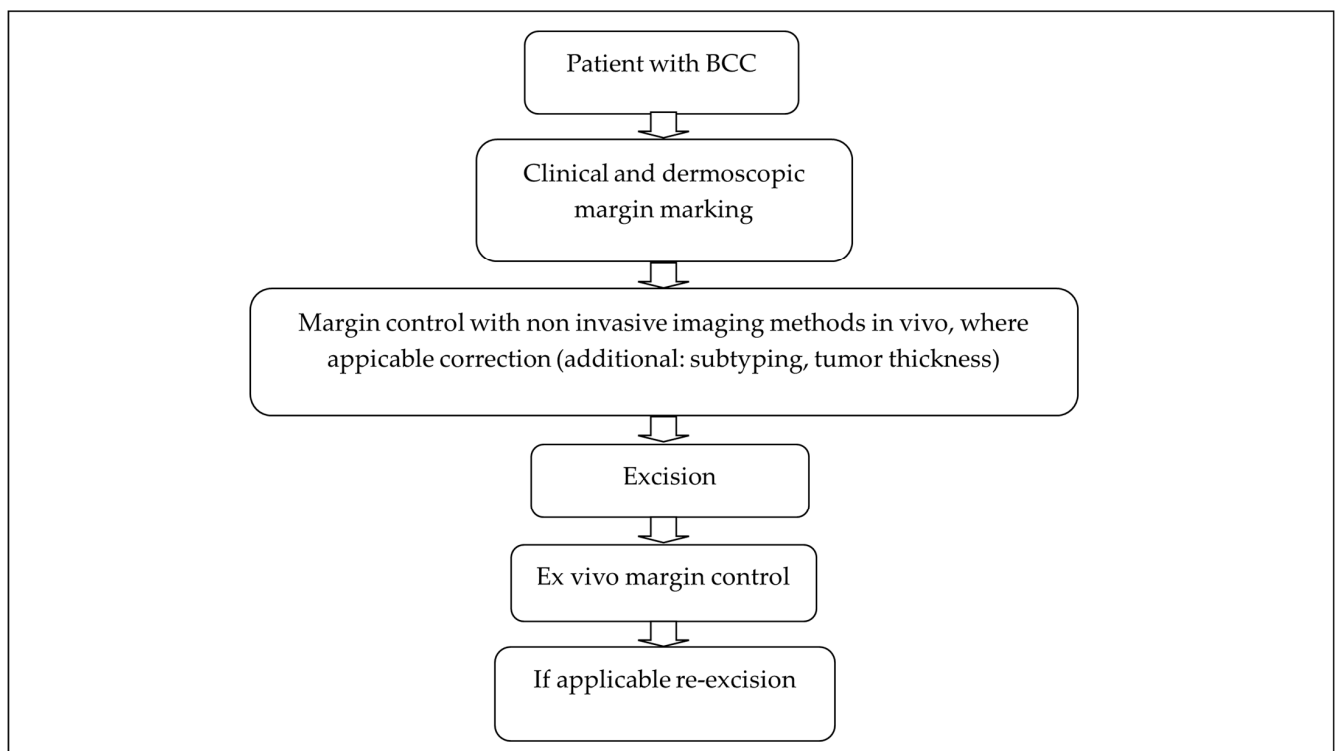 Patient with BCC
Clinical and dermoscopic
margin marking
Margin control with non invasive imaging methods in vivo, where
appicable correction (additional: subtyping, tumor thickness)
Excision
Ex vivo margin control
If applicable re-excision